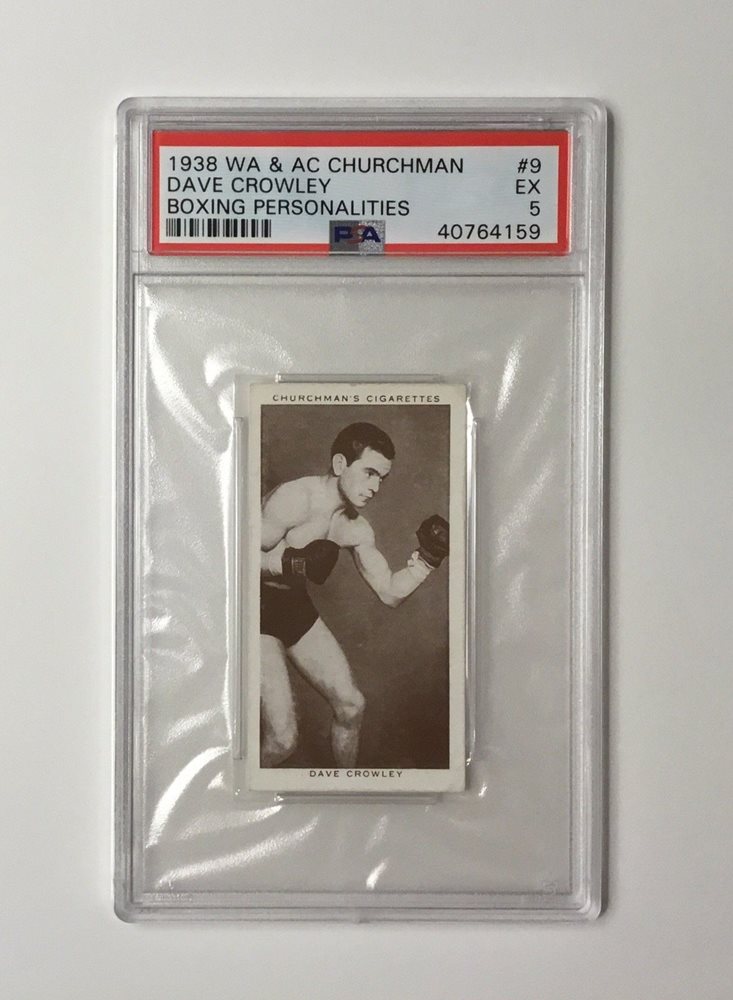 1938 WA & AC CHURCHMAN #9
DAVE CROWLEY EX
BOXING PERSONALITIES 5
PSA 40764159
CHURCHMAN'S CIGARETTES
DAVE CROWLEY